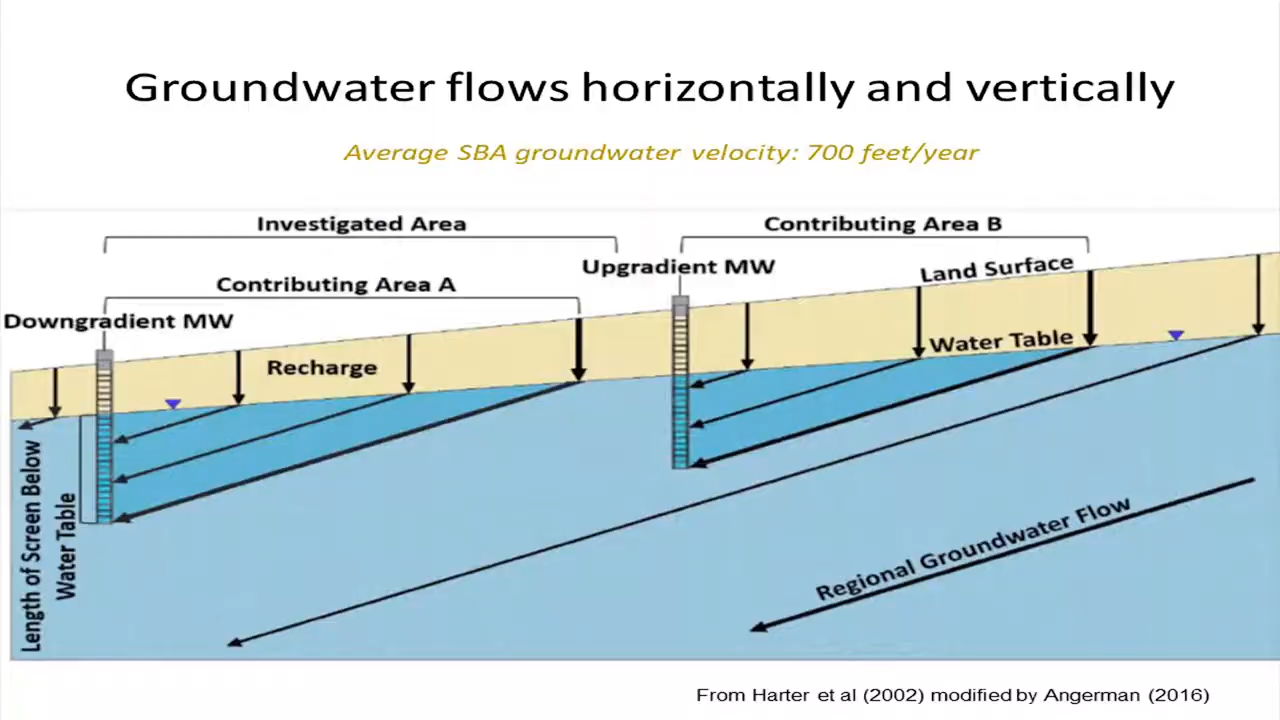 Groundwater flows horizontally and vertically
Average SBA groundwater velocity: 700 feet/year
Investigated Area
Contributing Area B
Upgradient MW
Land Surface
Contributing Area A
Downgradient MW
Water Table
Recharge
Length of Screen Below
Water Table
Regional Groundwater Flow
From Harter et al (2002) modified by Angerman (2016)